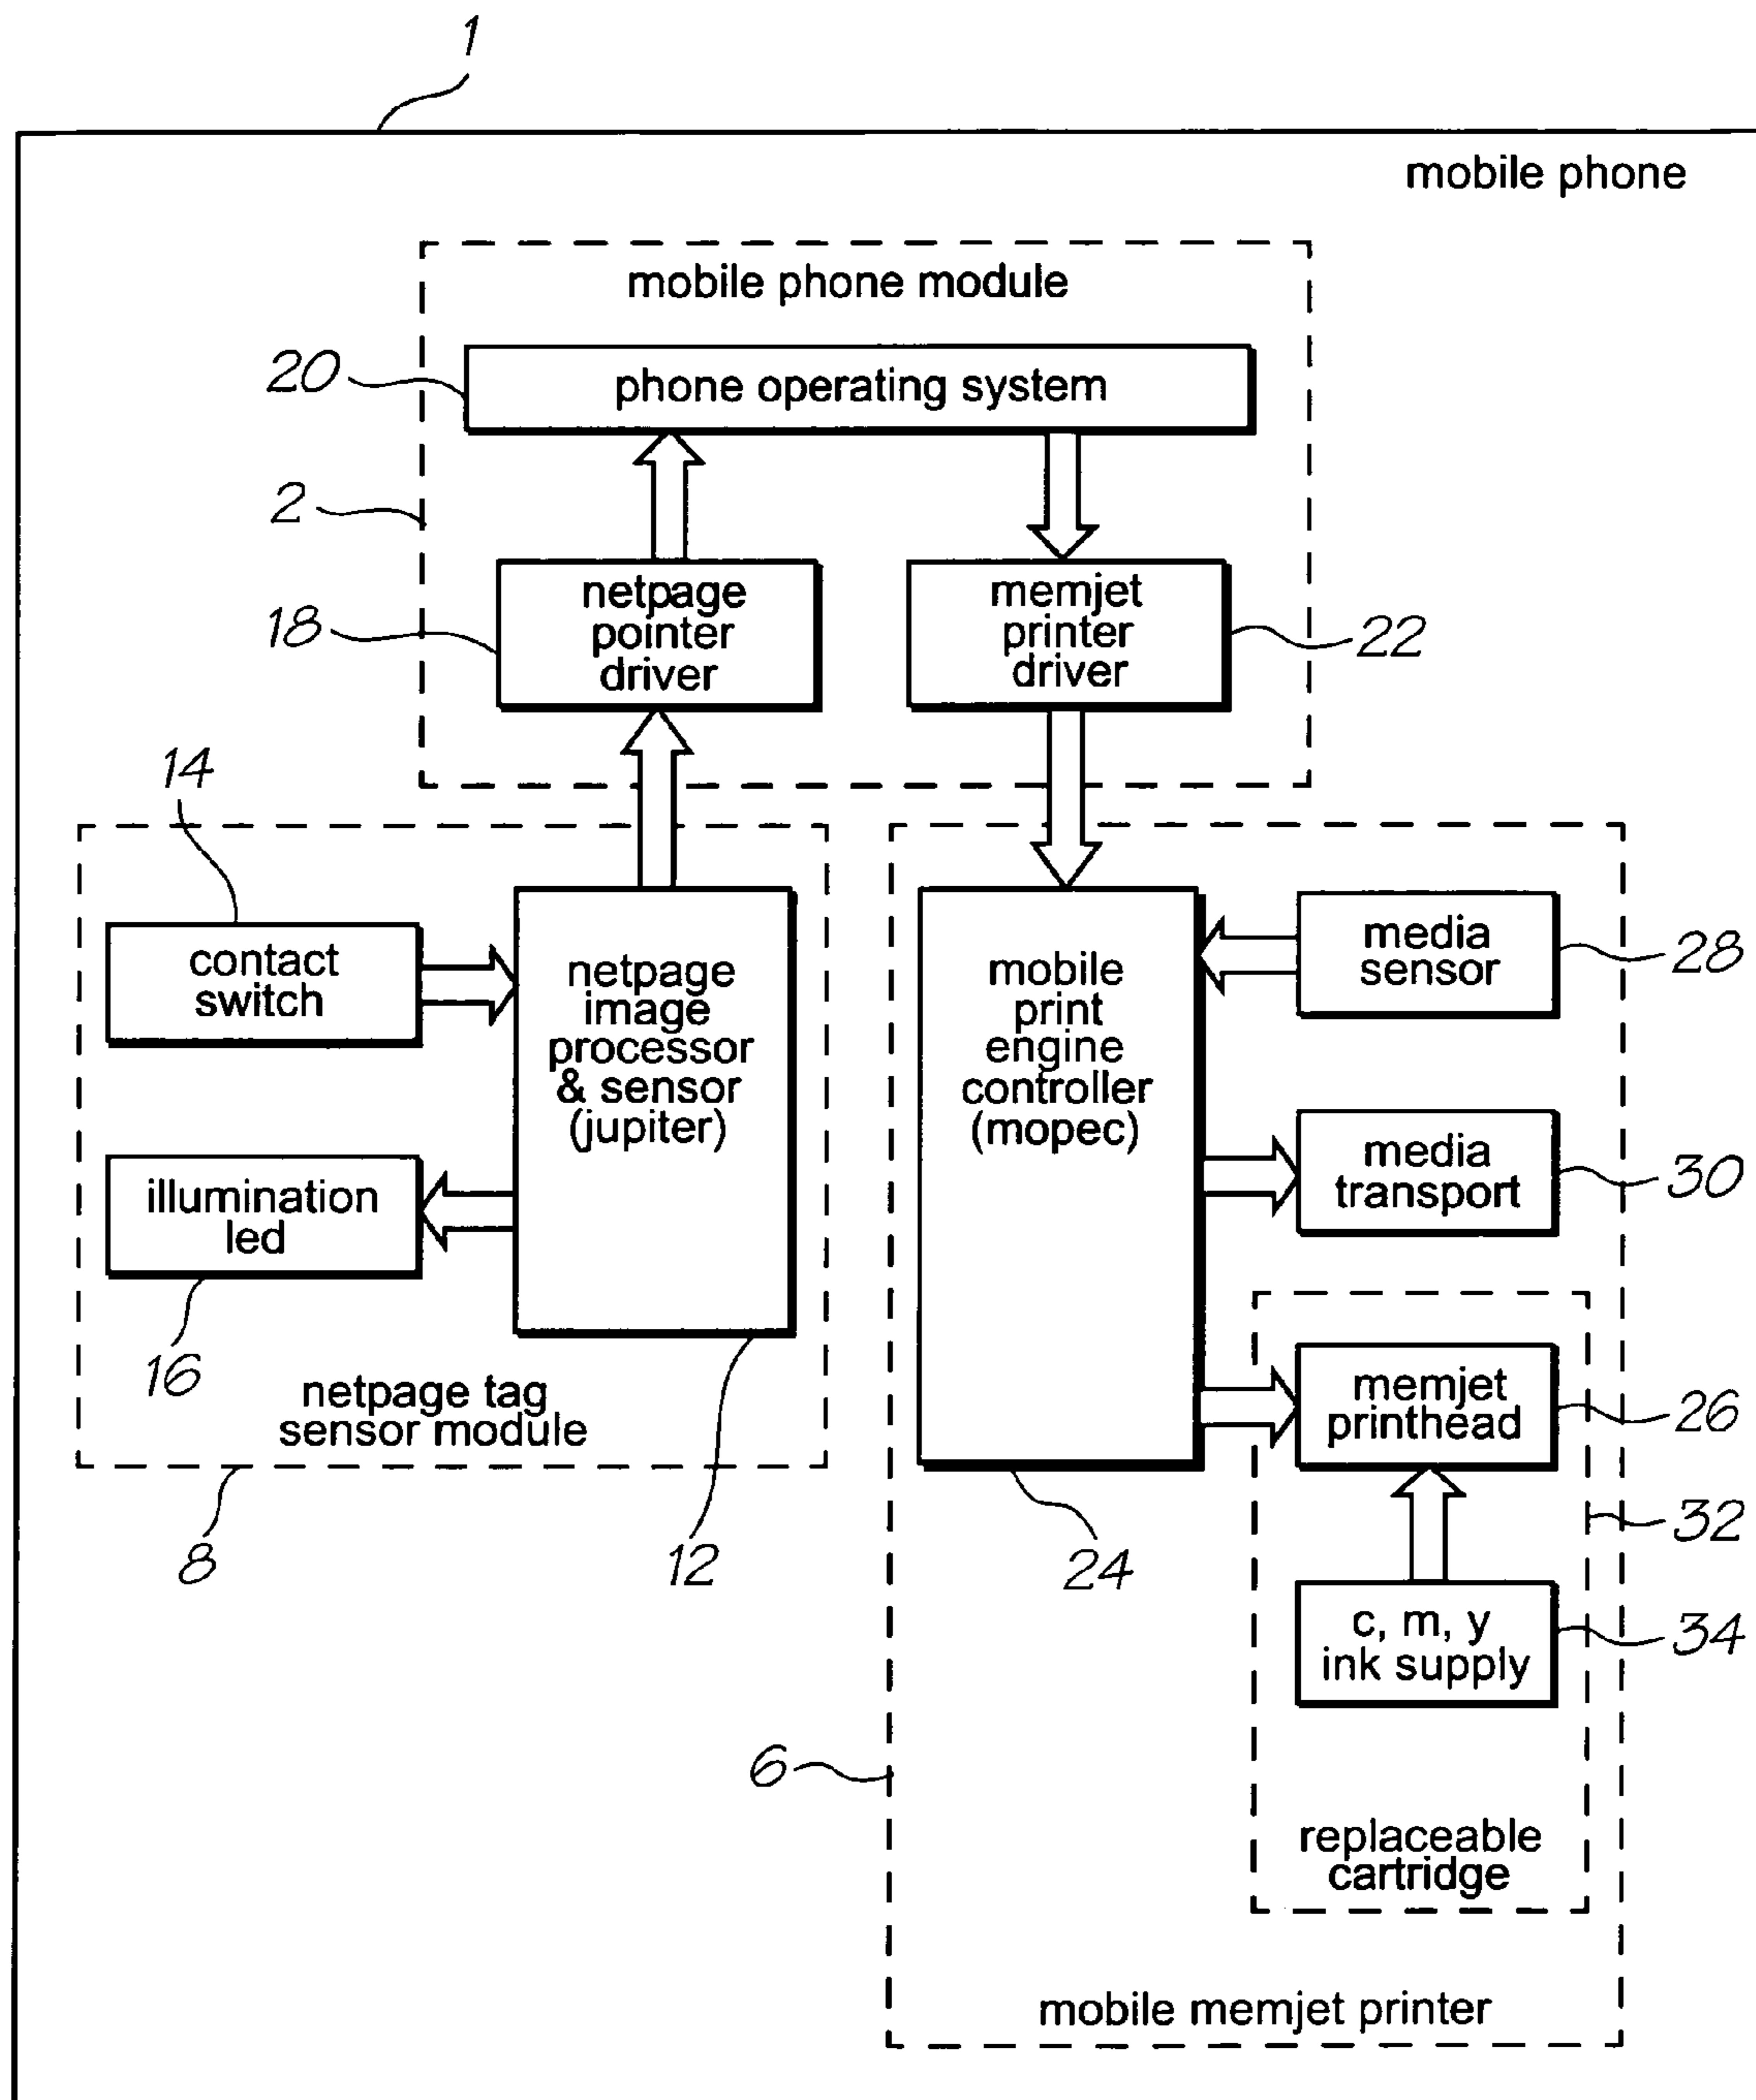 1
mobile phone
mobile phone module
20
phone operating system
2
netpage
pointer
driver
18
memjet
printer
driver
22
14
contact
switch
netpage
image
processor
& sensor
(jupiter)
illumination
led
16
netpage tag
sensor module
8
12
mobile
print
engine
controller
(mopec)
media
sensor
28
media
transport
30
memjet
printhead
26
32
24
c, m, y
ink supply
34
6
replaceable
cartridge
mobile memjet printer